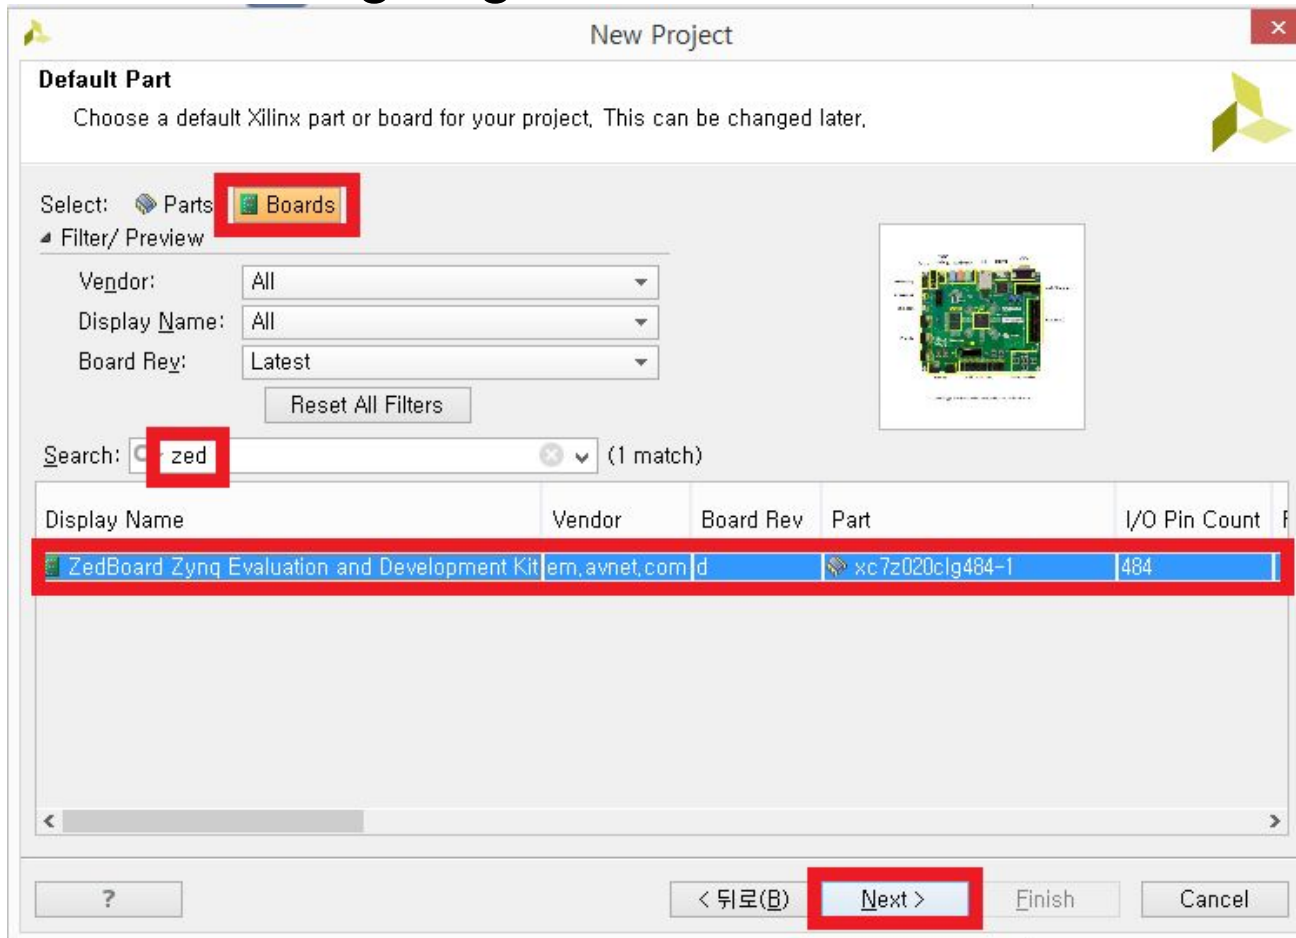 New Project
Default Part
Choose a default Xilinx part or board for your project, This can be changed later,
Select: Parts Boards
Filter/ Preview
Vendor: All
Display Name: All
Board Rev: Latest
Reset All Filters
Search: zed (1 match)
Display Name Vendor Board Rev Part I/O Pin Count
ZedBoard Zynq Evaluation and Development Kit em,avnet,com d xc7z020clg484-1 484
? < 뒤로(B) Next > Finish Cancel